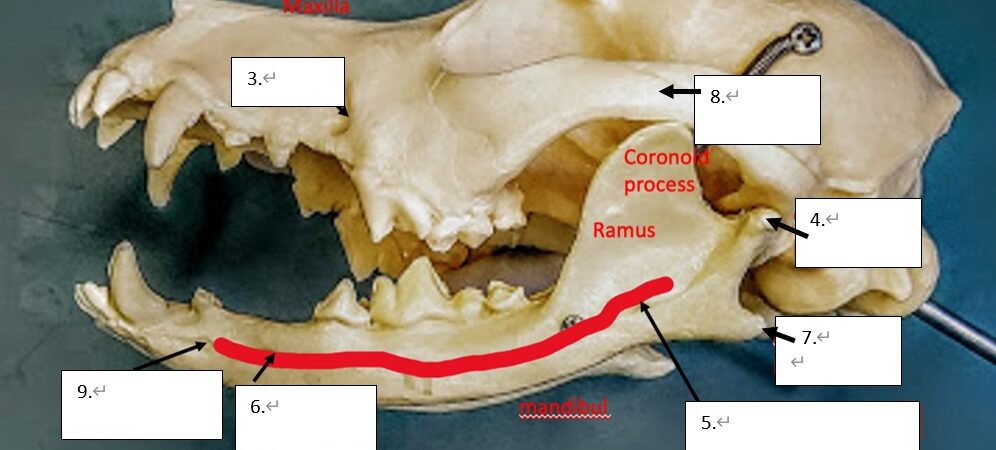 Maxilla
3.↵
8.↵
Coronoid
process
4.↵
Ramus
7.↵
↵
9.↵
6.↵
mandibul
5.↵